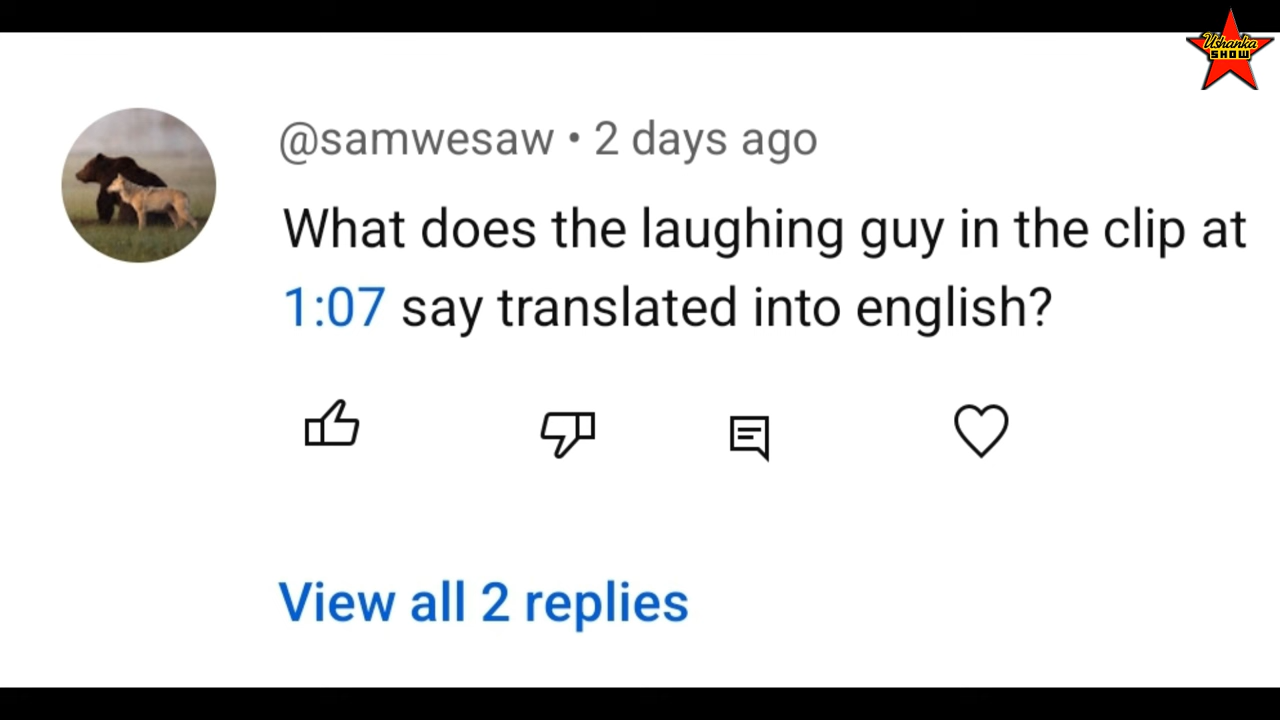 Ushanka
SHOW
@samwesaw • 2 days ago
What does the laughing guy in the clip at
1:07 say translated into english?
View all 2 replies